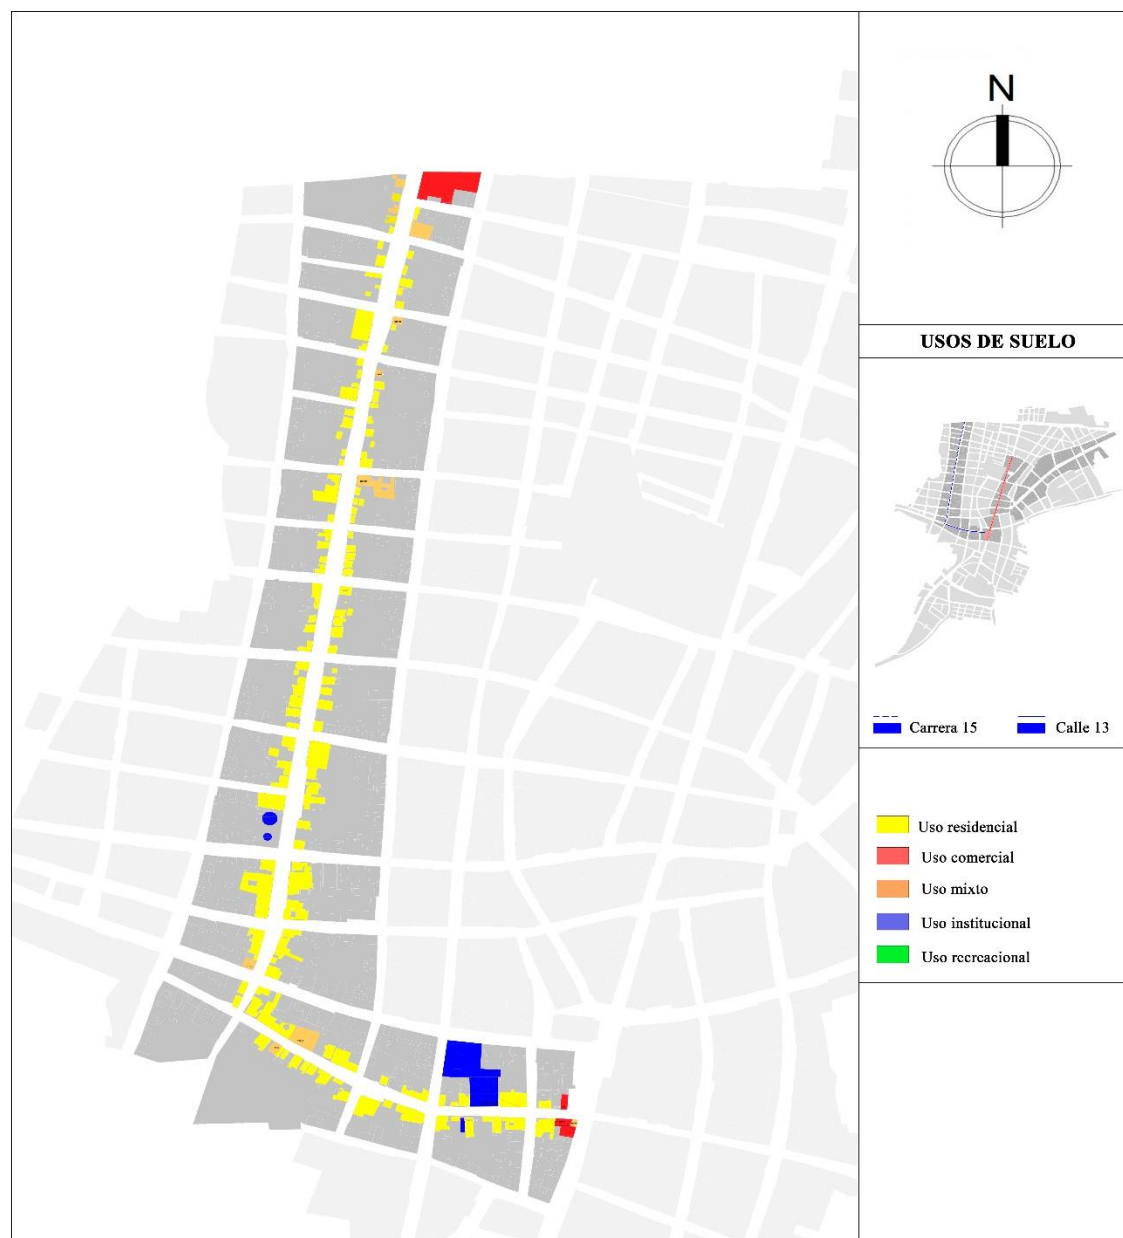 N
USOS DE SUELO
Carrera 15 Calle 13
Uso residencial
Uso comercial
Uso mixto
Uso institucional
Uso recreacional